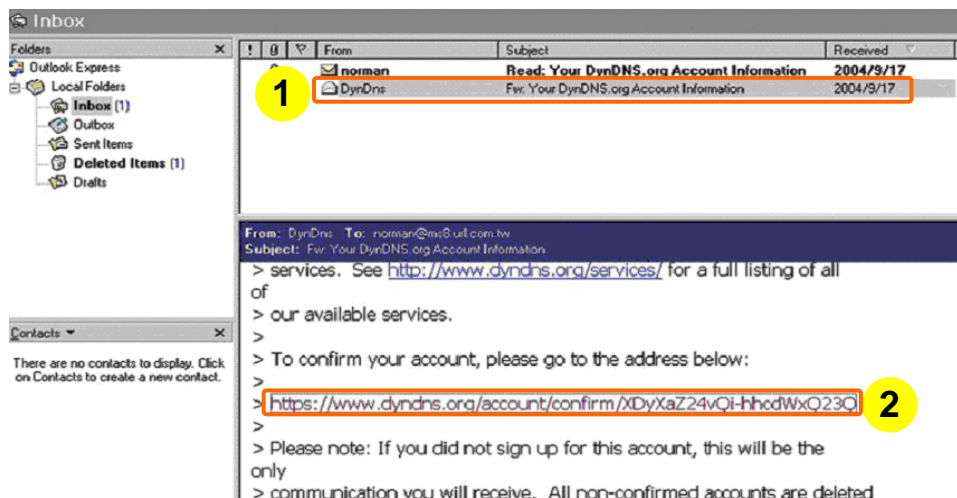 Inbox
Folders ×
Outlook Express
Local Folders
Inbox (1)
Outbox
Sent Items
Deleted Items (1)
Drafts
! From Subject Received
norman Read: Your DynDNS.org Account Information 2004/9/17
1
DynDns Fw: Your DynDNS.org Account Information 2004/9/17
From: DynDns To: norman@ms8.url.com.tw
Subject: Fw: Your DynDNS.org Account Information
> services. See http://www.dyndns.org/services/ for a full listing of all
of
> our available services.
>
> To confirm your account, please go to the address below:
>
> https://www.dyndns.org/account/confirm/XDyXaZ24vQi-hhcdWxQ23Q
2
>
> Please note: If you did not sign up for this account, this will be the
only
> communication you will receive. All non-confirmed accounts are deleted
Contacts ×
There are no contacts to display. Click
on Contacts to create a new contact.